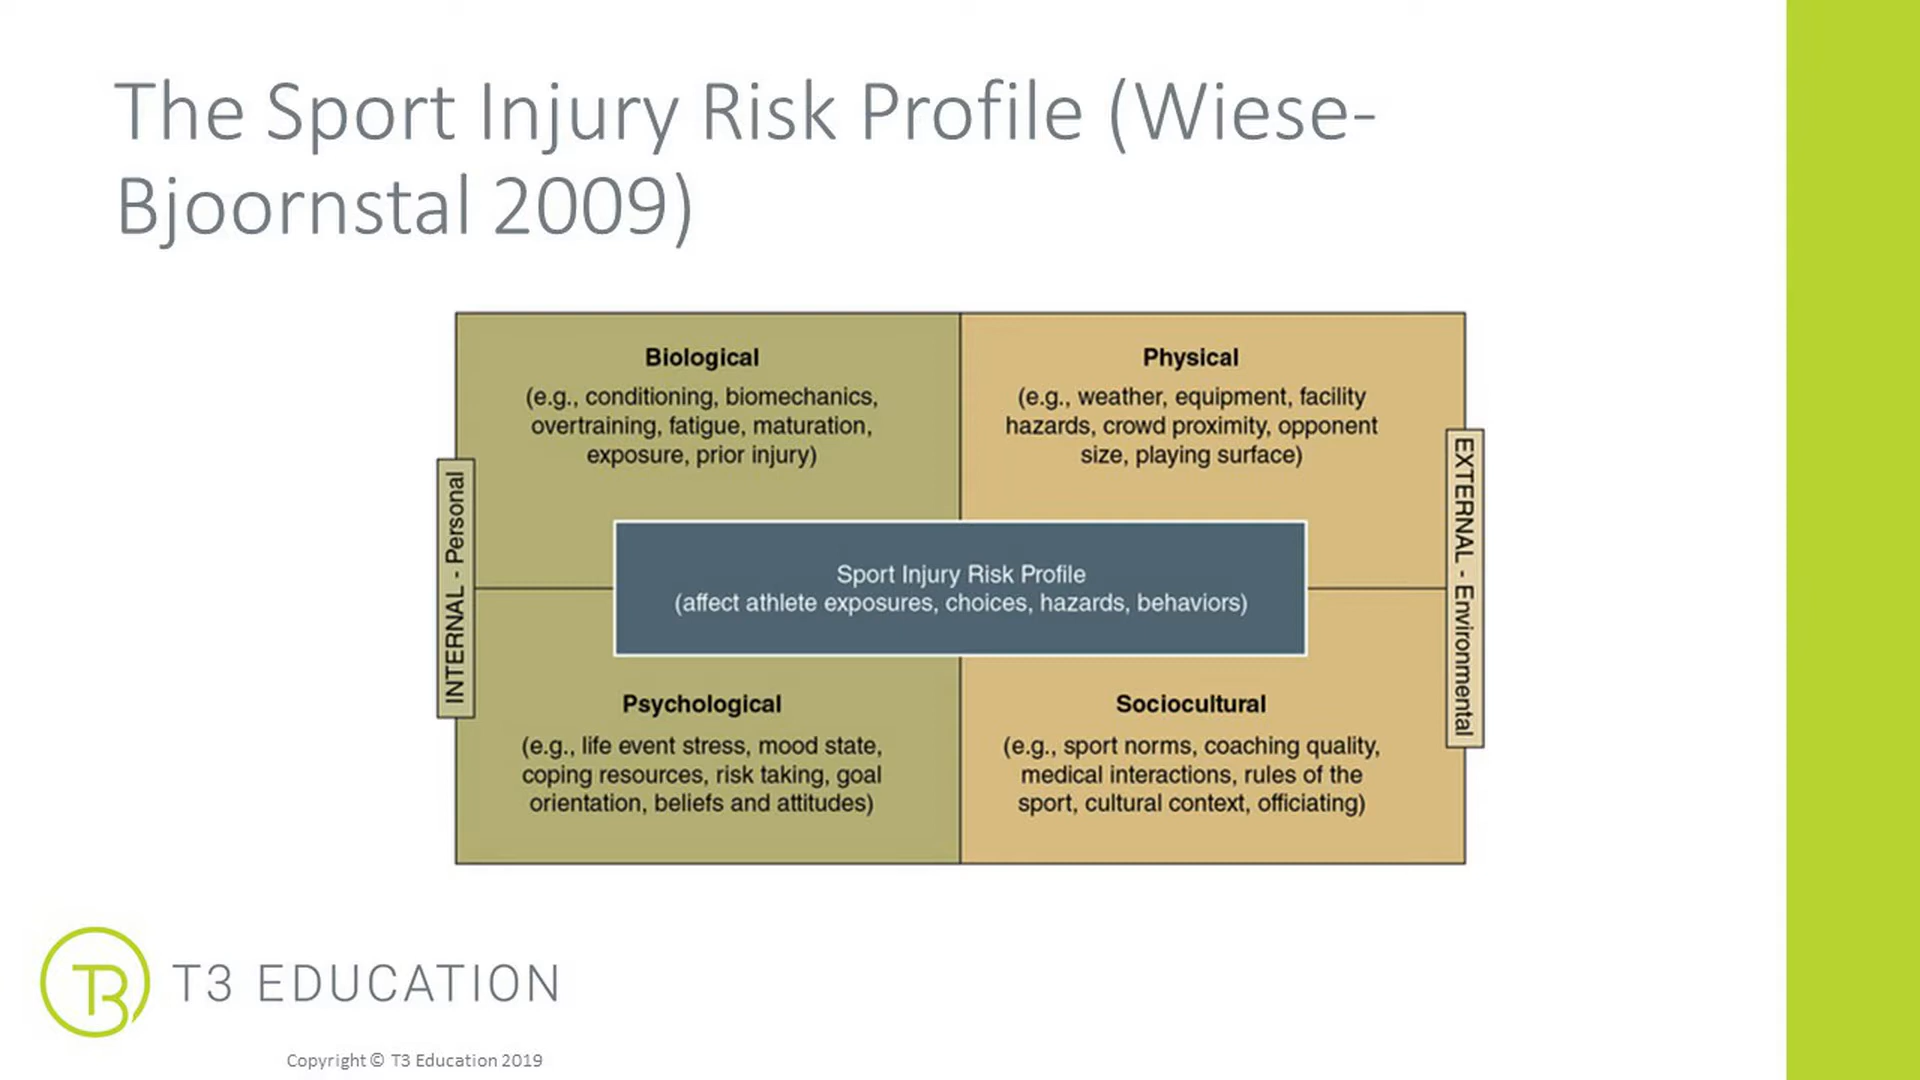 The Sport Injury Risk Profile (Wiese-
Bjoornstal 2009)
Biological
(e.g., conditioning, biomechanics,
overtraining, fatigue, maturation,
exposure, prior injury)
Physical
(e.g., weather, equipment, facility
hazards, crowd proximity, opponent
size, playing surface)
INTERNAL - Personal
EXTERNAL - Environmental
Sport Injury Risk Profile
(affect athlete exposures, choices, hazards, behaviors)
Psychological
(e.g., life event stress, mood state,
coping resources, risk taking, goal
orientation, beliefs and attitudes)
Sociocultural
(e.g., sport norms, coaching quality,
medical interactions, rules of the
sport, cultural context, officiating)
T3 T3 EDUCATION
Copyright © T3 Education 2019